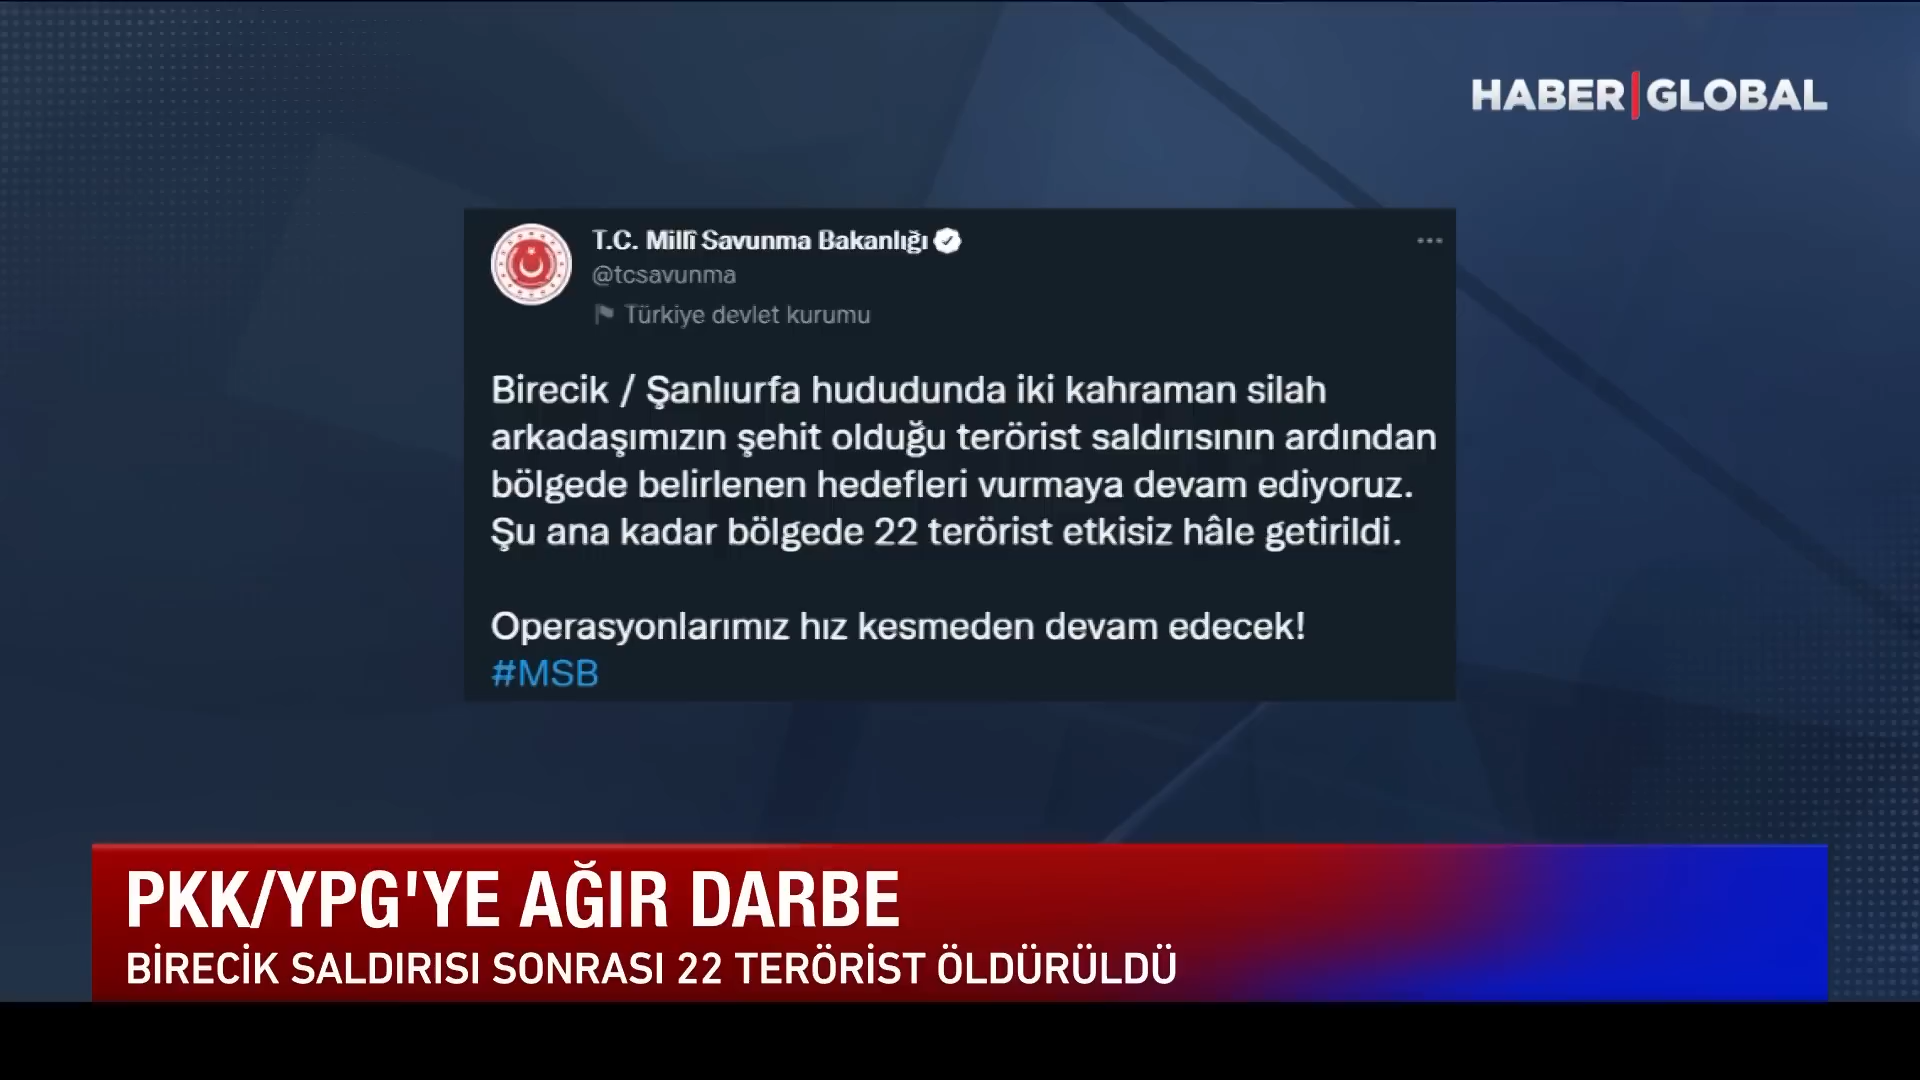 HABER GLOBAL
T.C. Millî Savunma Bakanlığı
@tcsavunma
Türkiye devlet kurumu
Birecik / Şanlıurfa hududunda iki kahraman silah
arkadaşımızın şehit olduğu terörist saldırısının ardından
bölgede belirlenen hedefleri vurmaya devam ediyoruz.
Şu ana kadar bölgede 22 terörist etkisiz hâle getirildi.
Operasyonlarımız hız kesmeden devam edecek!
#MSB
PKK/YPG'YE AĞIR DARBE
BİRECİK SALDIRISI SONRASI 22 TERÖRİST ÖLDÜRÜLDÜ